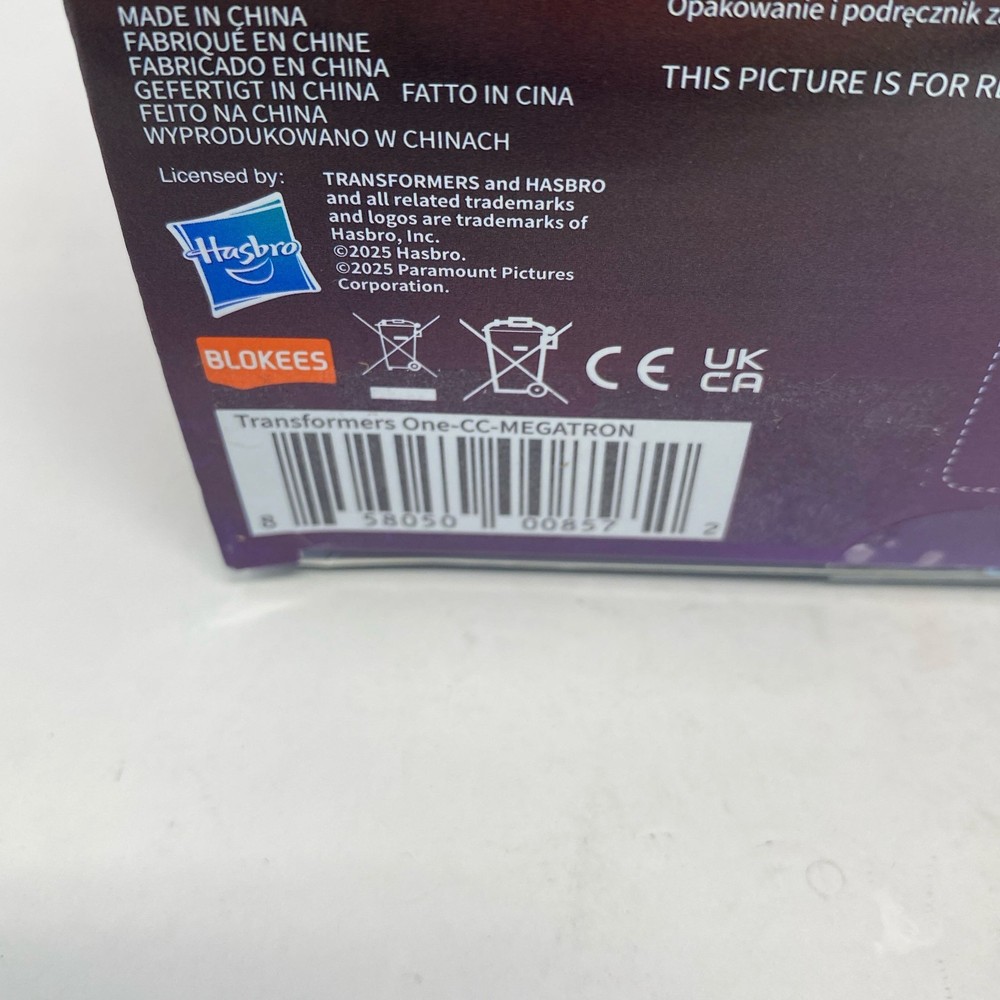 MADE IN CHINA
FABRIQUÉ EN CHINE
FABRICADO EN CHINA
GEFERTIGT IN CHINA FATTO IN CINA
FEITO NA CHINA
WYPRODUKOWANO W CHINACH
Opakowanie i podręcznik
THIS PICTURE IS FOR
Licensed by:
Hasbro
TRANSFORMERS and HASBRO
and all related trademarks
and logos are trademarks of
Hasbro, Inc.
©2025 Hasbro.
©2025 Paramount Pictures
Corporation.
BLOKEES
CE
UK
CA
Transformers One-CC-MEGATRON
8 58050 00857 2